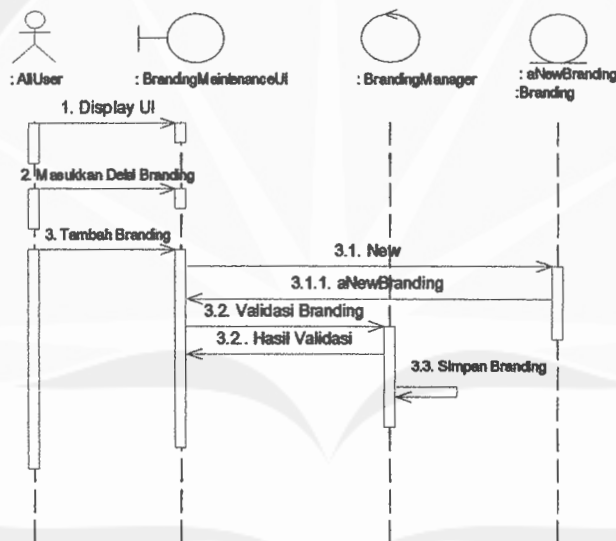 : AllUser
: BrandingMaintenanceUI
: BrandingManager
: aNewBranding
:Branding
1. Display UI
2. Masukkan Detail Branding
3. Tambah Branding
3.1. New
3.1.1. aNewBranding
3.2. Validasi Branding
3.2.. Hasil Validasi
3.3. Simpan Branding